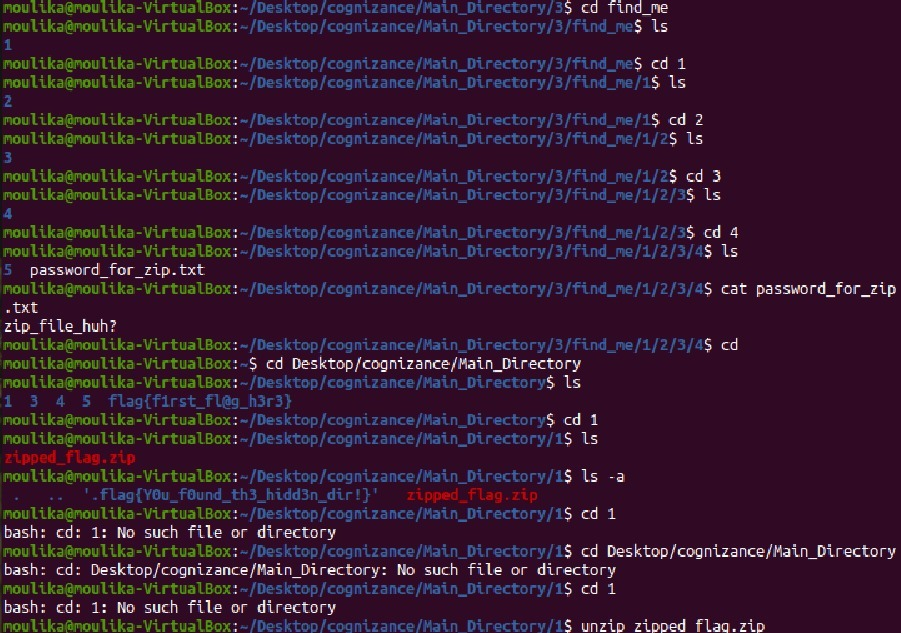 moulika@moulika-VirtualBox:~/Desktop/cognizance/Main_Directory/3$ cd find_me
moulika@moulika-VirtualBox:~/Desktop/cognizance/Main_Directory/3/find_me$ ls
1
moulika@moulika-VirtualBox:~/Desktop/cognizance/Main_Directory/3/find_me$ cd 1
moulika@moulika-VirtualBox:~/Desktop/cognizance/Main_Directory/3/find_me/1$ ls
2
moulika@moulika-VirtualBox:~/Desktop/cognizance/Main_Directory/3/find_me/1$ cd 2
moulika@moulika-VirtualBox:~/Desktop/cognizance/Main_Directory/3/find_me/1/2$ ls
3
moulika@moulika-VirtualBox:~/Desktop/cognizance/Main_Directory/3/find_me/1/2$ cd 3
moulika@moulika-VirtualBox:~/Desktop/cognizance/Main_Directory/3/find_me/1/2/3$ ls
4
moulika@moulika-VirtualBox:~/Desktop/cognizance/Main_Directory/3/find_me/1/2/3$ cd 4
moulika@moulika-VirtualBox:~/Desktop/cognizance/Main_Directory/3/find_me/1/2/3/4$ ls
5  password_for_zip.txt
moulika@moulika-VirtualBox:~/Desktop/cognizance/Main_Directory/3/find_me/1/2/3/4$ cat password_for_zip
.txt
zip_file_huh?
moulika@moulika-VirtualBox:~/Desktop/cognizance/Main_Directory/3/find_me/1/2/3/4$ cd
moulika@moulika-VirtualBox:~$ cd Desktop/cognizance/Main_Directory
moulika@moulika-VirtualBox:~/Desktop/cognizance/Main_Directory$ ls
1  3  4  5  flag{f1rst_fl@g_h3r3}
moulika@moulika-VirtualBox:~/Desktop/cognizance/Main_Directory$ cd 1
moulika@moulika-VirtualBox:~/Desktop/cognizance/Main_Directory/1$ ls
zipped_flag.zip
moulika@moulika-VirtualBox:~/Desktop/cognizance/Main_Directory/1$ ls -a
.   ..  '.flag{Y0u_f0und_th3_hidd3n_dir!}'   zipped_flag.zip
moulika@moulika-VirtualBox:~/Desktop/cognizance/Main_Directory/1$ cd 1
bash: cd: 1: No such file or directory
moulika@moulika-VirtualBox:~/Desktop/cognizance/Main_Directory/1$ cd Desktop/cognizance/Main_Directory
bash: cd: Desktop/cognizance/Main_Directory: No such file or directory
moulika@moulika-VirtualBox:~/Desktop/cognizance/Main_Directory/1$ cd 1
bash: cd: 1: No such file or directory
moulika@moulika-VirtualBox:~/Desktop/cognizance/Main_Directory/1$ unzip zipped_flag.zip